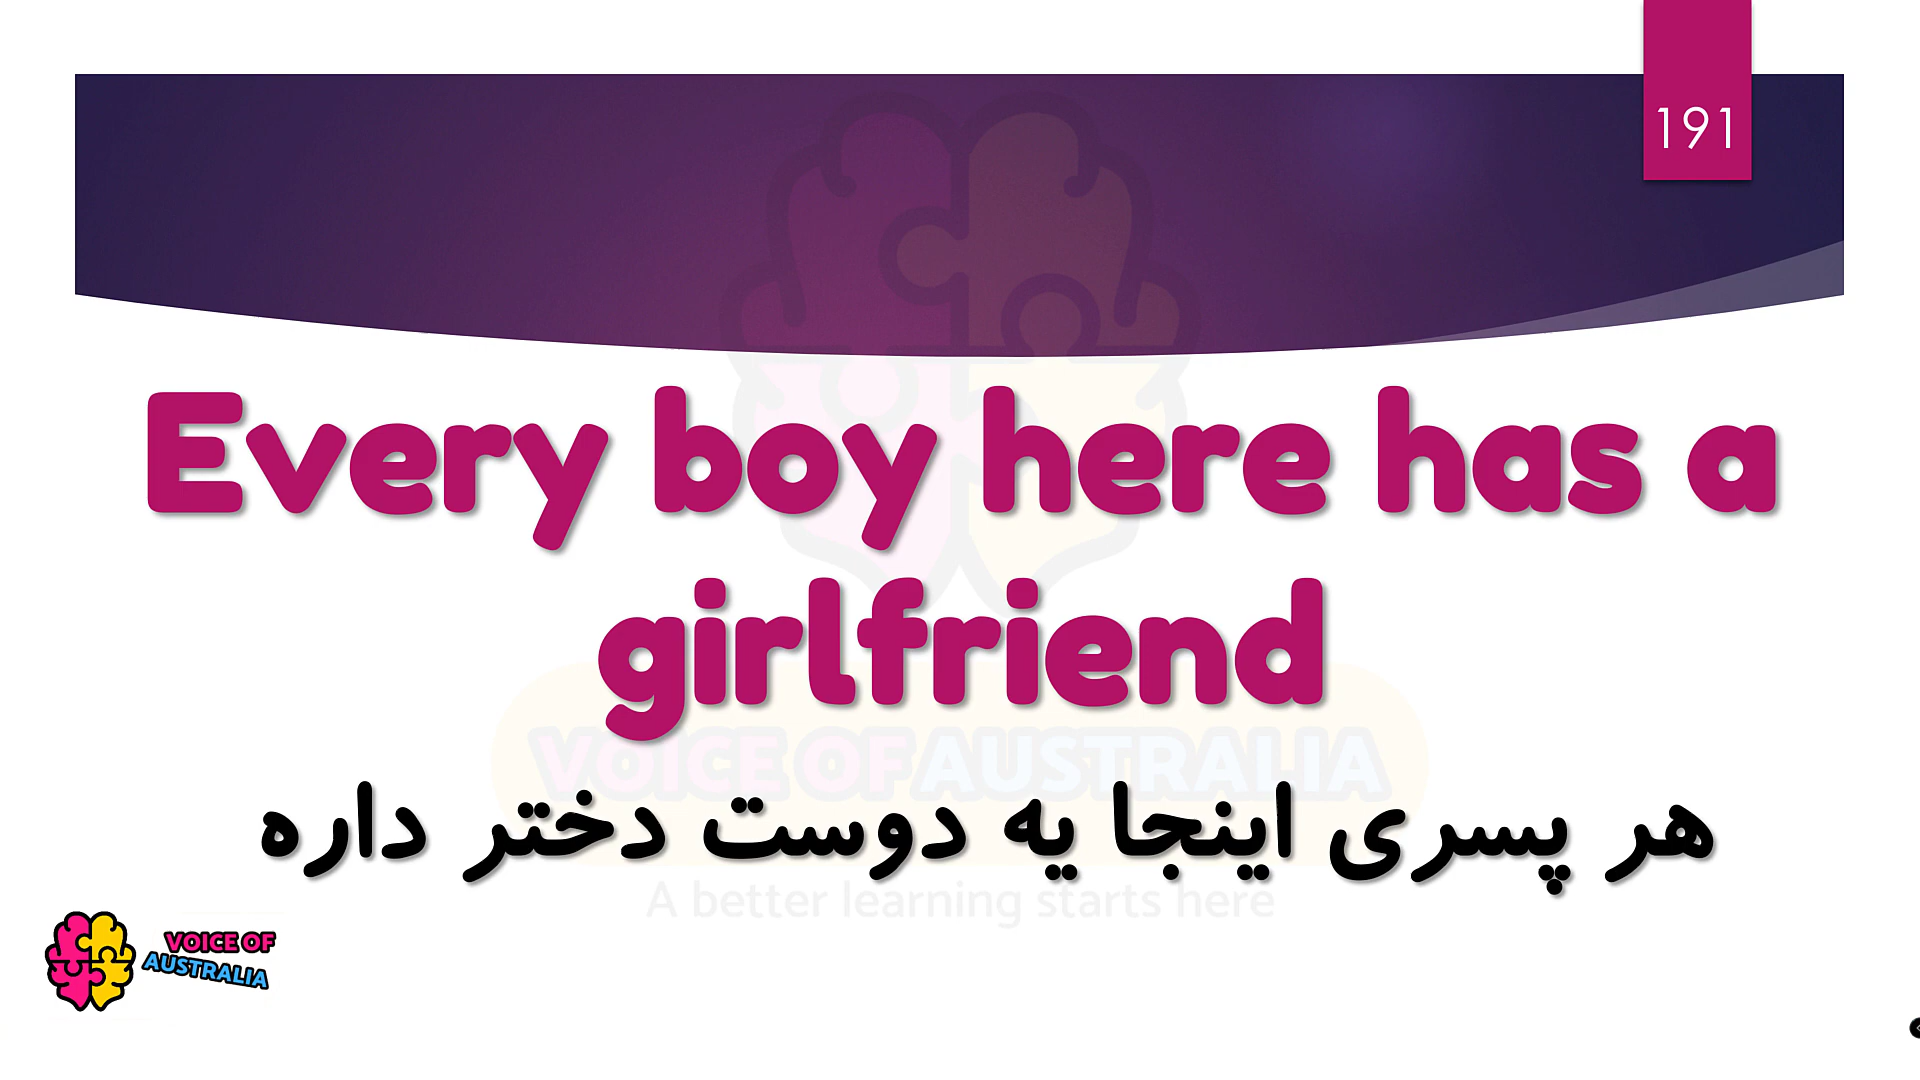 191
Every boy here has a
girlfriend
VOICE OF AUSTRALIA
هر پسری اینجا یه دوست دختر داره
A better learning starts here
VOICE OF
AUSTRALIA